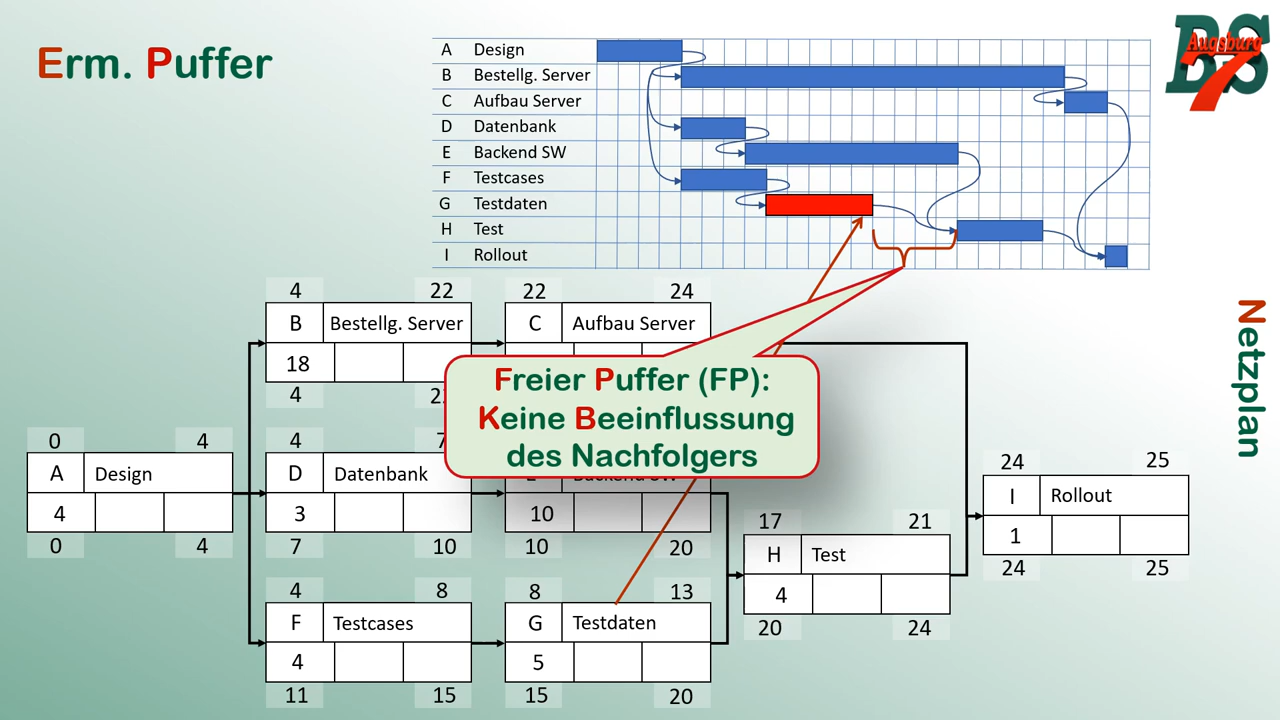 Erm. Puffer
A Design
B Bestellg. Server
C Aufbau Server
D Datenbank
E Backend SW
F Testcases
G Testdaten
H Test
I Rollout
BS
Augsburg
7
Netzplan
4 22
B Bestellg. Server
18
4
22 24
C Aufbau Server
Freier Puffer (FP):
Keine Beeinflussung
des Nachfolgers
0 4
A Design
4
0 4
4 7
D Datenbank
3
7 10
10
10 20
4 8
F Testcases
4
11 15
8 13
G Testdaten
5
15 20
17 21
H Test
4
20 24
24 25
I Rollout
1
24 25